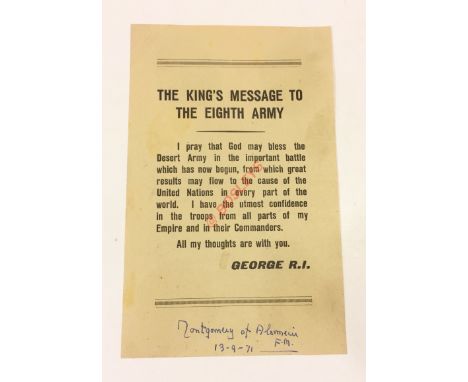 THE KING'S MESSAGE TO
THE EIGHTH ARMY
I pray that God may bless the
Desert Army in the important battle
which has now begun, from which great
results may flow to the cause of the
United Nations in every part of the
world. I have the utmost confidence
in the troops from all parts of my
Empire and in their Commanders.
All my thoughts are with you.
GEORGE R.I.
Montgomery of Alamein
F.M.
13-9-71